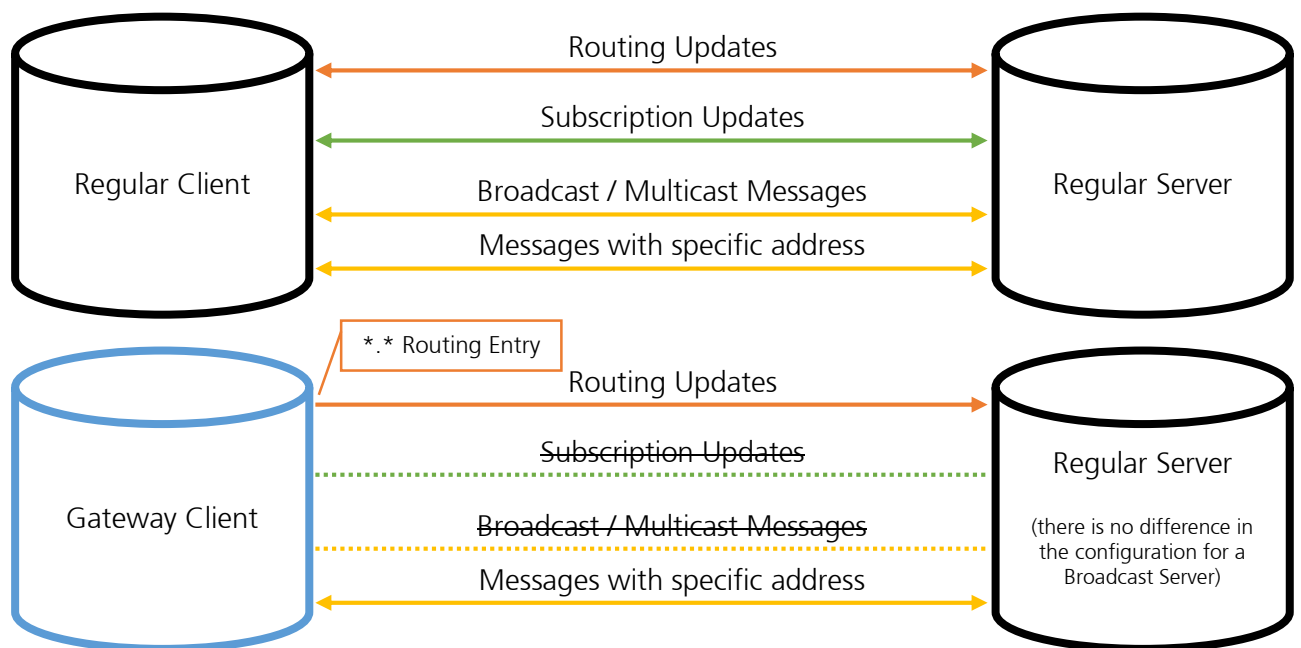 Routing Updates
Subscription Updates
Regular Client
Regular Server
Broadcast / Multicast Messages
Messages with specific address
*.* Routing Entry
Routing Updates
Subscription Updates
Regular Server
Gateway Client
Broadcast / Multicast Messages
(there is no difference in
the configuration for a
Broadcast Server)
Messages with specific address